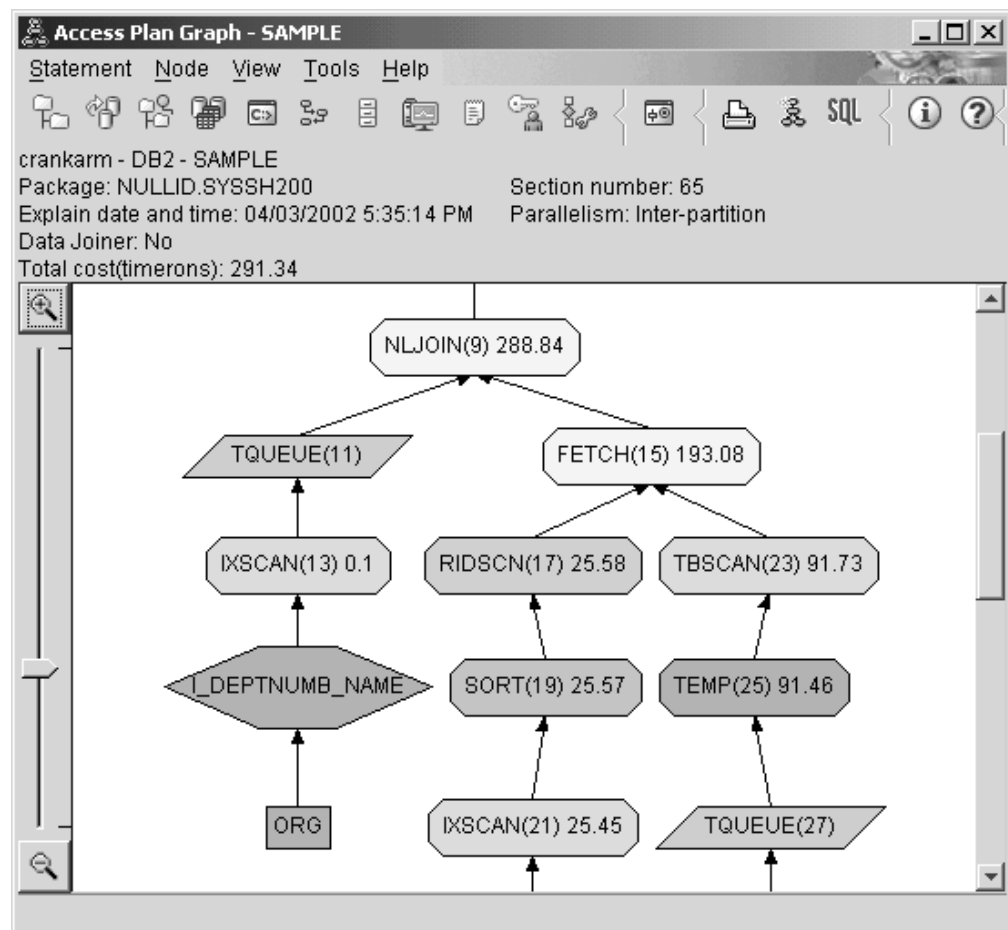 Access Plan Graph - SAMPLE
Statement Node View Tools Help
SQL
crankarm - DB2 - SAMPLE
Package: NULLID.SYSSH200 Section number: 65
Explain date and time: 04/03/2002 5:35:14 PM Parallelism: Inter-partition
Data Joiner: No
Total cost(timerons): 291.34
NLJOIN(9) 288.84
TQUEUE(11) FETCH(15) 193.08
IXSCAN(13) 0.1 RIDSCN(17) 25.58 TBSCAN(23) 91.73
I_DEPTNUMB_NAME SORT(19) 25.57 TEMP(25) 91.46
ORG IXSCAN(21) 25.45 TQUEUE(27)